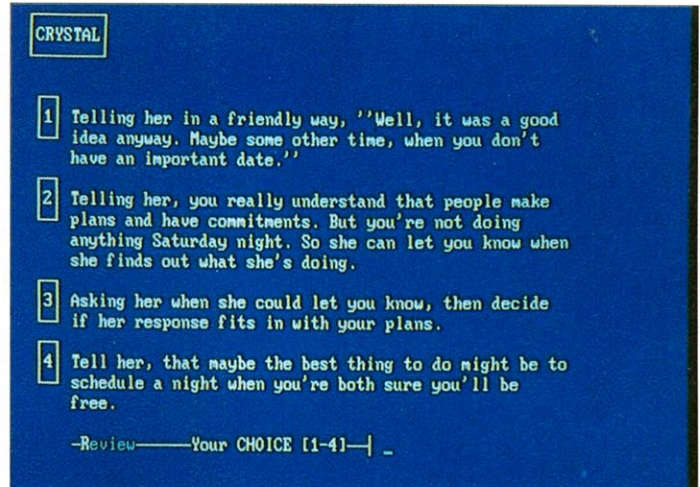 CRYSTAL
1 Telling her in a friendly way, ''Well, it was a good
idea anyway. Maybe some other time, when you don't
have an important date.''
2 Telling her, you really understand that people make
plans and have commitments. But you're not doing
anything Saturday night. So she can let you know when
she finds out what she's doing.
3 Asking her when she could let you know, then decide
if her response fits in with your plans.
4 Tell her, that maybe the best thing to do might be to
schedule a night when you're both sure you'll be
free.
—Review———Your CHOICE [1-4]—┤ _